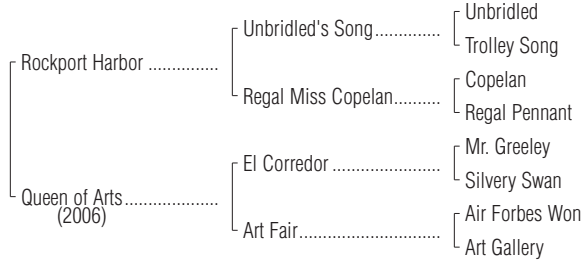 Unbridled
Unbridled's Song..............
Trolley Song
Rockport Harbor ...............
Copelan
Regal Miss Copelan..........
Regal Pennant
Mr. Greeley
El Corredor .......................
Silvery Swan
Queen of Arts....................
(2006)
Air Forbes Won
Art Fair..............................
Art Gallery